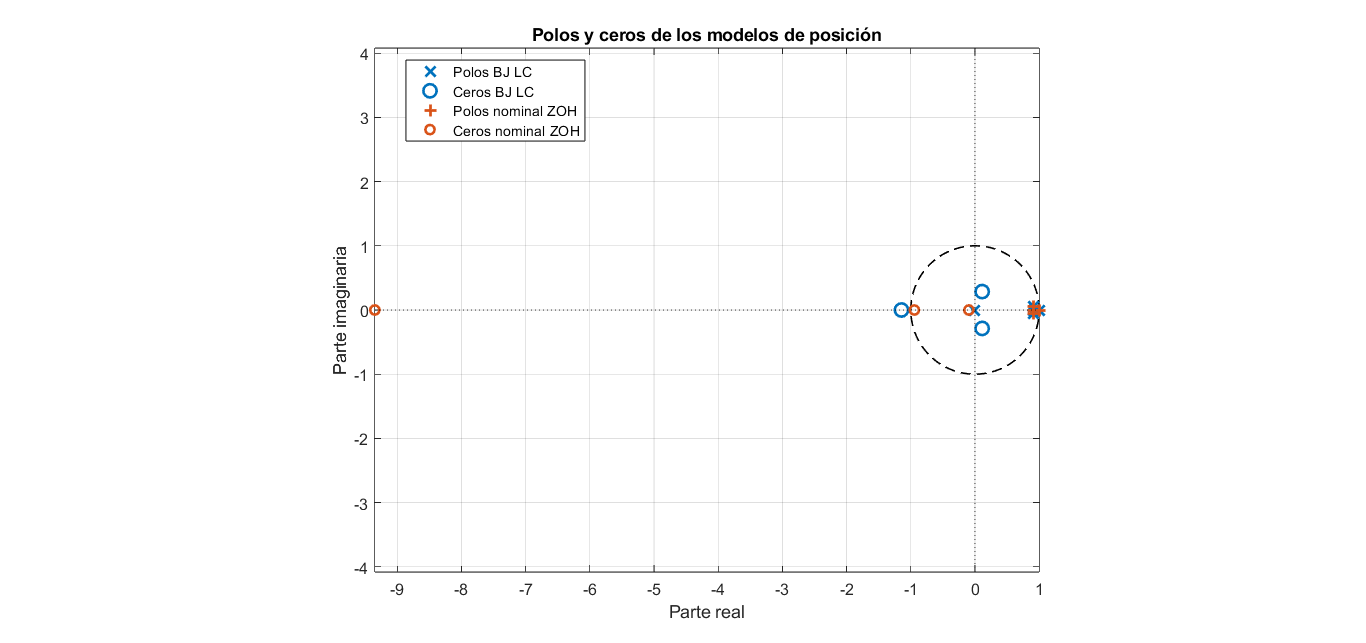 Polos y ceros de los modelos de posición
4
3
2
1
0
-1
-2
-3
-4
Parte imaginaria
Polos BJ LC
Ceros BJ LC
Polos nominal ZOH
Ceros nominal ZOH
-9 -8 -7 -6 -5 -4 -3 -2 -1 0 1
Parte real